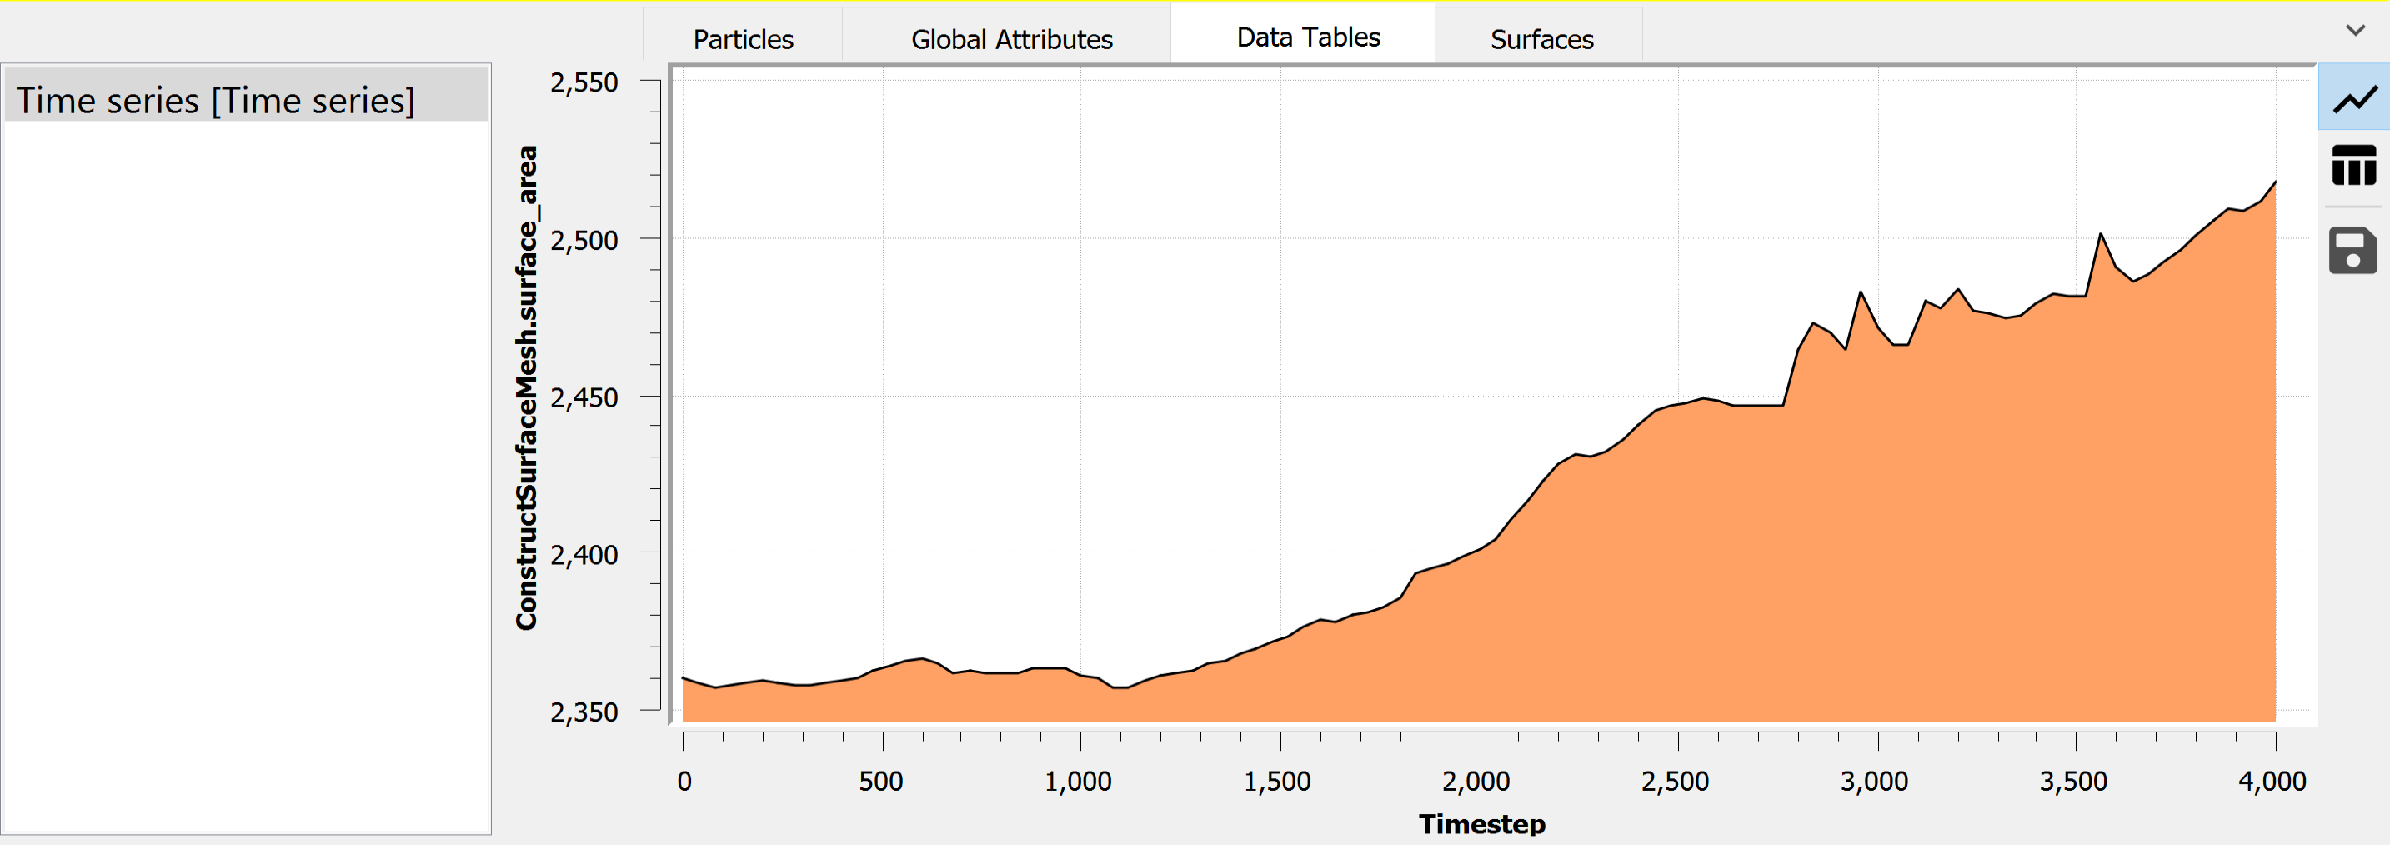 Particles
Global Attributes
Data Tables
Surfaces
Time series [Time series]
ConstructSurfaceMesh.surface_area
2,550
2,500
2,450
2,400
2,350
0
500
1,000
1,500
2,000
2,500
3,000
3,500
4,000
Timestep